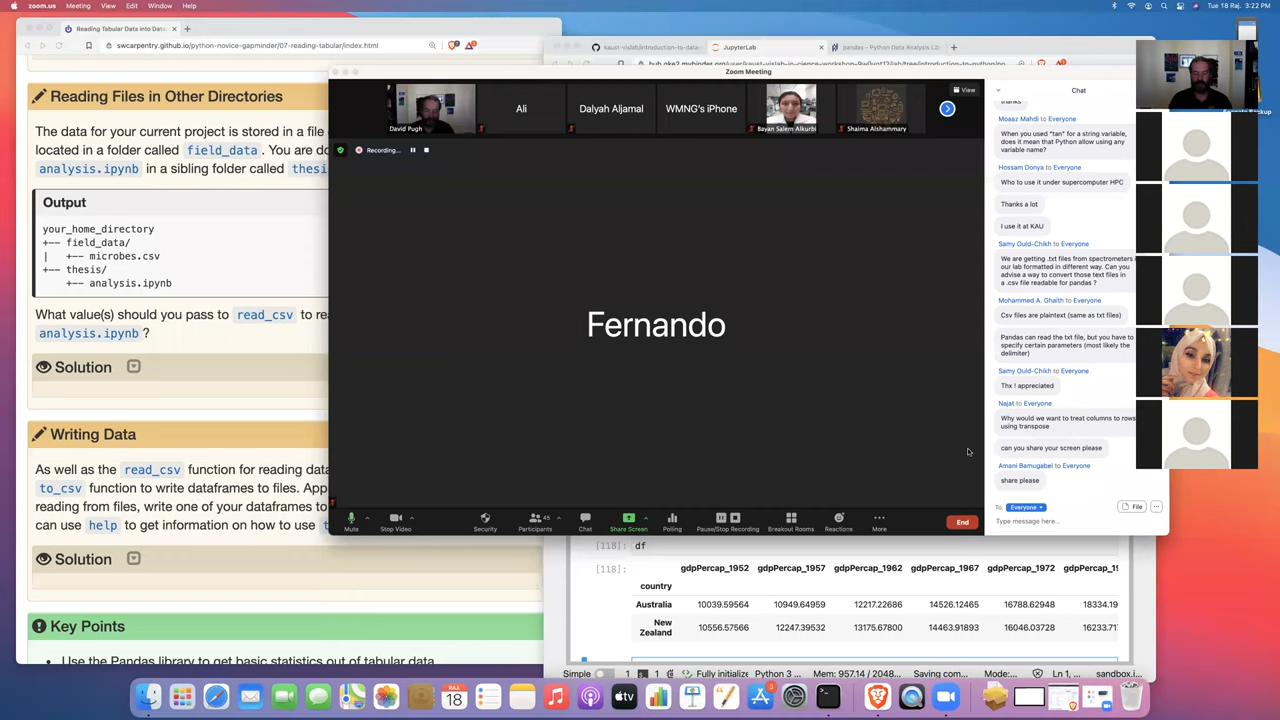 zoom.us Meeting View Edit Window Help
Tue 18 Raj. 3:22 PM
Reading Tabular Data into Data
swcarpentry.github.io/python-novice-gapminder/07-reading-tabular/index.html
kaust-vislab/introduction-to-data-
JupyterLab
pandas - Python Data Analysis Li
Zoom Meeting
Reading Files in Other Directories
The data for your current project is stored in a file c
located in a folder called field_data. You are do
analysis.ipynb in a sibling folder called thesi
Output
your_home_directory
+-- field_data/
| +-- microbes.csv
+-- thesis/
+-- analysis.ipynb
What value(s) should you pass to read_csv to rea
analysis.ipynb ?
Solution
Writing Data
As well as the read_csv function for reading data
to_csv function to write dataframes to files. App
reading from files, write one of your dataframes to
can use help to get information on how to use t
Solution
Key Points
Use the Pandas library to get basic statistics out of tabular data
David Pugh
Ali
Dalyah Aljamal
WMNG's iPhone
Bayan Salem Alkurbi
Shaima Alshammary
View
Recording...
Fernando
Mute
Stop Video
Security
Participants
45
Chat
Share Screen
Polling
Pause/Stop Recording
Breakout Rooms
Reactions
More
End
Chat
thanks
Moaaz Mahdi to Everyone
When you used "tan" for a string variable,
does it mean that Python allow using any
variable name?
Hossam Donya to Everyone
Who to use it under supercomputer HPC
Thanks a lot
I use it at KAU
Samy Ould-Chikh to Everyone
We are getting .txt files from spectrometers i
our lab formatted in different way. Can you
advise a way to convert those text files in
a .csv file readable for pandas ?
Mohammed A. Ghaith to Everyone
Csv files are plaintext (same as txt files)
Pandas can read the txt file, but you have to
specify certain parameters (most likely the
delimiter)
Samy Ould-Chikh to Everyone
Thx ! appreciated
Najat to Everyone
Why would we want to treat columns to rows
using transpose
can you share your screen please
Amani Bamugabel to Everyone
share please
To: Everyone
File
Type message here...
[118]: df
[118]: gdpPercap_1952 gdpPercap_1957 gdpPercap_1962 gdpPercap_1967 gdpPercap_1972 gdpPercap_19
country
Australia 10039.59564 10949.64959 12217.22686 14526.12465 16788.62948 18334.19
New Zealand 10556.57566 12247.39532 13175.67800 14463.91893 16046.03728 16233.71
Simple 1 Fully initialize Python 3 ... Mem: 957.14 / 2048... Saving com... Mode:... Ln 1, ... sandbox.i
RAJ.
18